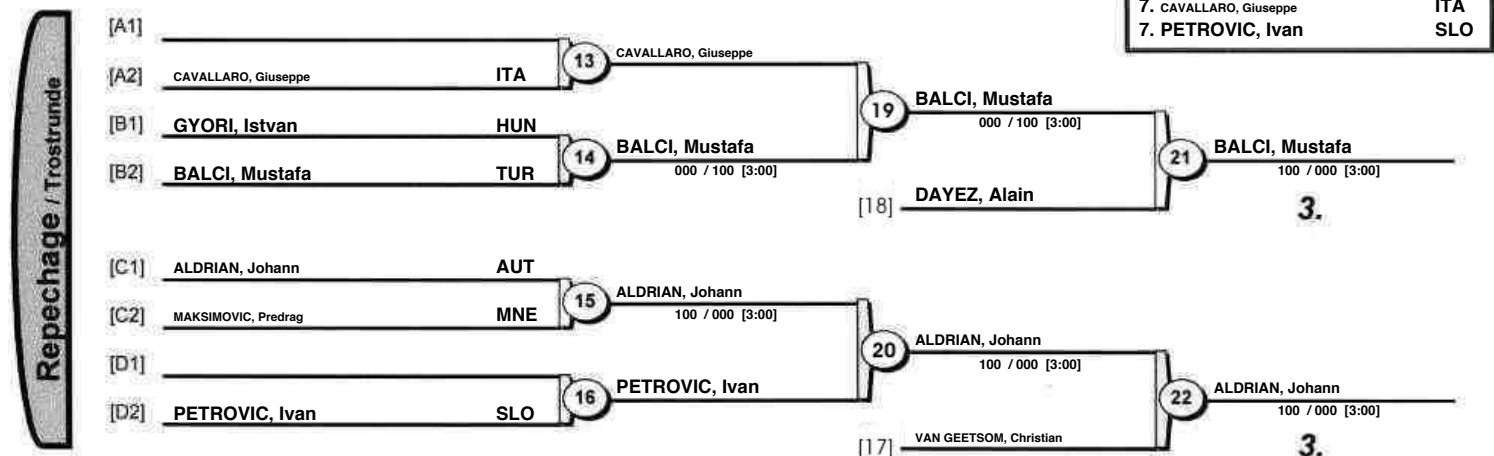 7. CAVALLARO, Giuseppe ITA
7. PETROVIC, Ivan SLO
Repechage / Trostrunde
[A1]
[A2] CAVALLARO, Giuseppe ITA
13 CAVALLARO, Giuseppe
[B1] GYORI, Istvan HUN
[B2] BALCI, Mustafa TUR
14 BALCI, Mustafa
000 / 100 [3:00]
19 BALCI, Mustafa
000 / 100 [3:00]
[18] DAYEZ, Alain
21 BALCI, Mustafa
100 / 000 [3:00]
3.
[C1] ALDRIAN, Johann AUT
[C2] MAKSIMOVIC, Predrag MNE
15 ALDRIAN, Johann
100 / 000 [3:00]
[D1]
[D2] PETROVIC, Ivan SLO
16 PETROVIC, Ivan
20 ALDRIAN, Johann
100 / 000 [3:00]
[17] VAN GEETSOM, Christian
22 ALDRIAN, Johann
100 / 000 [3:00]
3.